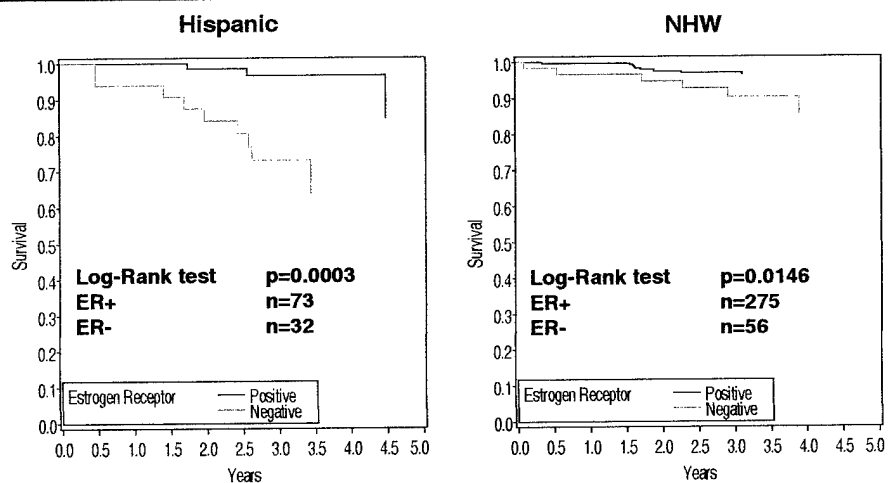 Hispanic
1.0
0.9
0.8
0.7
0.6
0.5
0.4
0.3
0.2
0.1
0.0
Survival
Log-Rank test p=0.0003
ER+ n=73
ER- n=32
Estrogen Receptor Positive
Negative
0.0 0.5 1.0 1.5 2.0 2.5 3.0 3.5 4.0 4.5 5.0
Years
NHW
1.0
0.9
0.8
0.7
0.6
0.5
0.4
0.3
0.2
0.1
0.0
Survival
Log-Rank test p=0.0146
ER+ n=275
ER- n=56
Estrogen Receptor Positive
Negative
0.0 0.5 1.0 1.5 2.0 2.5 3.0 3.5 4.0 4.5 5.0
Years